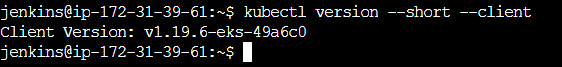 jenkins@ip-172-31-39-61:~$ kubectl version --short --client
Client Version: v1.19.6-eks-49a6c0
jenkins@ip-172-31-39-61:~$